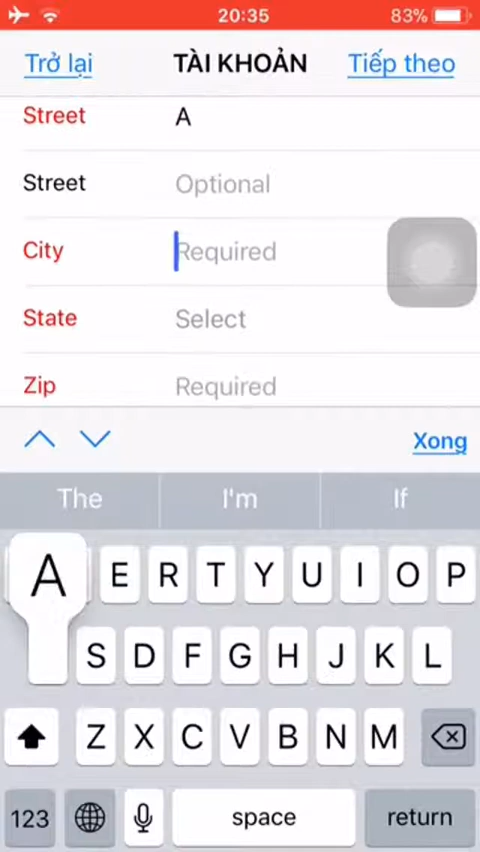 20:35 83%
Trở lại TÀI KHOẢN Tiếp theo
Street A
Street Optional
City Required
State Select
Zip Required
Xong
The I'm If
A E R T Y U I O P
S D F G H J K L
Z X C V B N M
123 space return